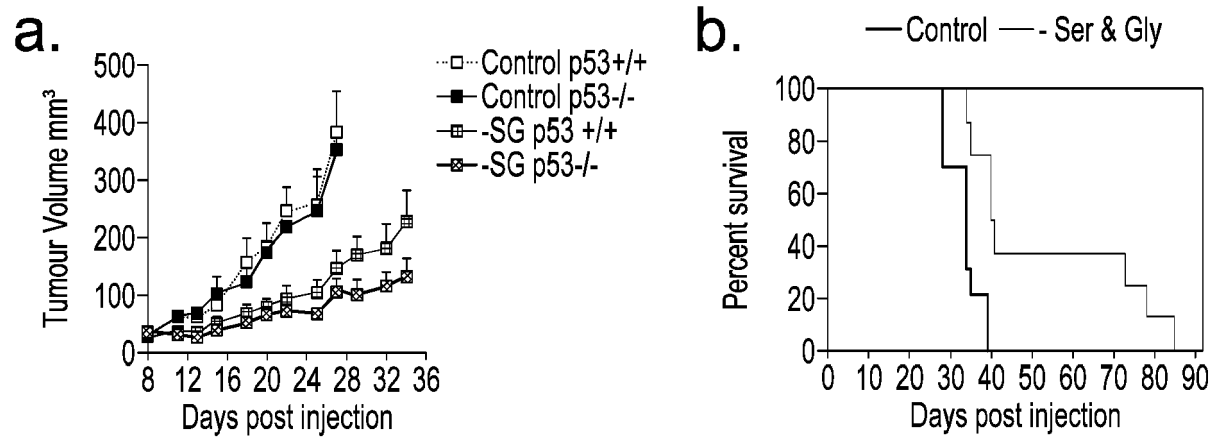 a.
Control p53+/+
Control p53-/-
-SG p53 +/+
-SG p53-/-
Tumour Volume mm³
500
400
300
200
100
0
8 12 16 20 24 28 32 36
Days post injection
b.
Control - Ser & Gly
Percent survival
100
80
60
40
20
0
0 10 20 30 40 50 60 70 80 90
Days post injection